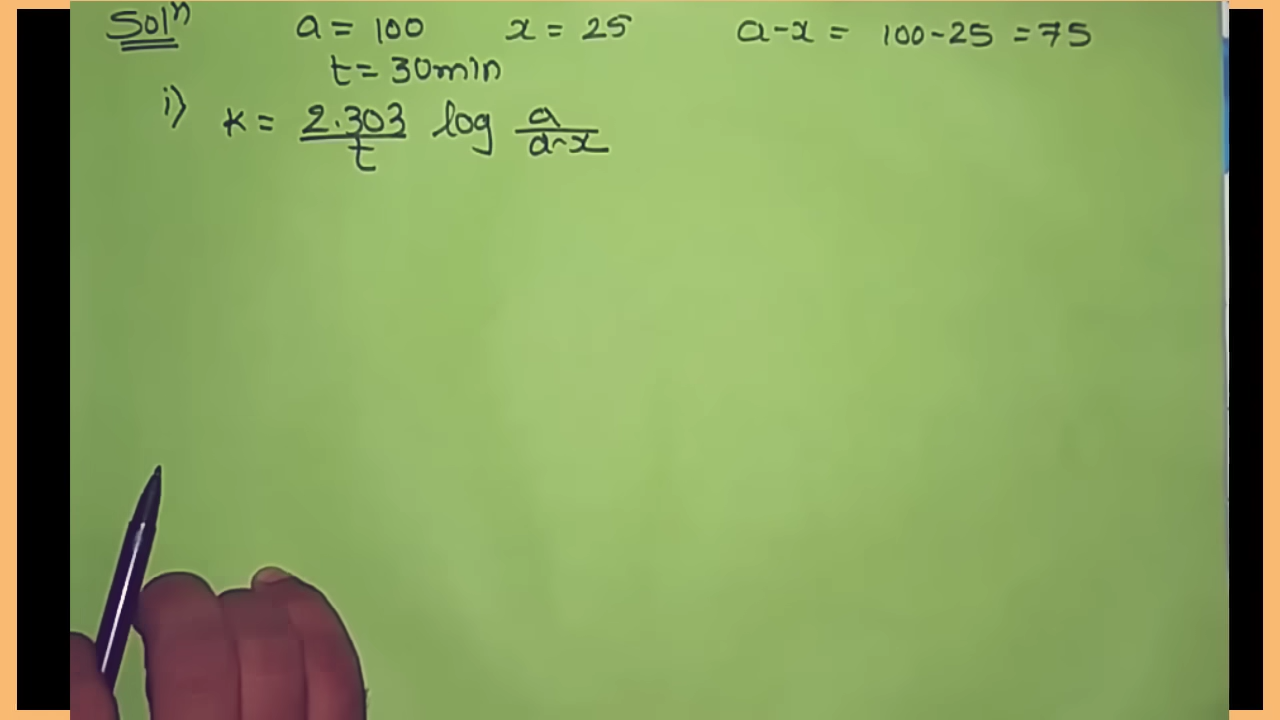 Solⁿ a = 100 x = 25 a-x = 100-25 = 75
t = 30min
i) K = 2.303/t log a/a-x